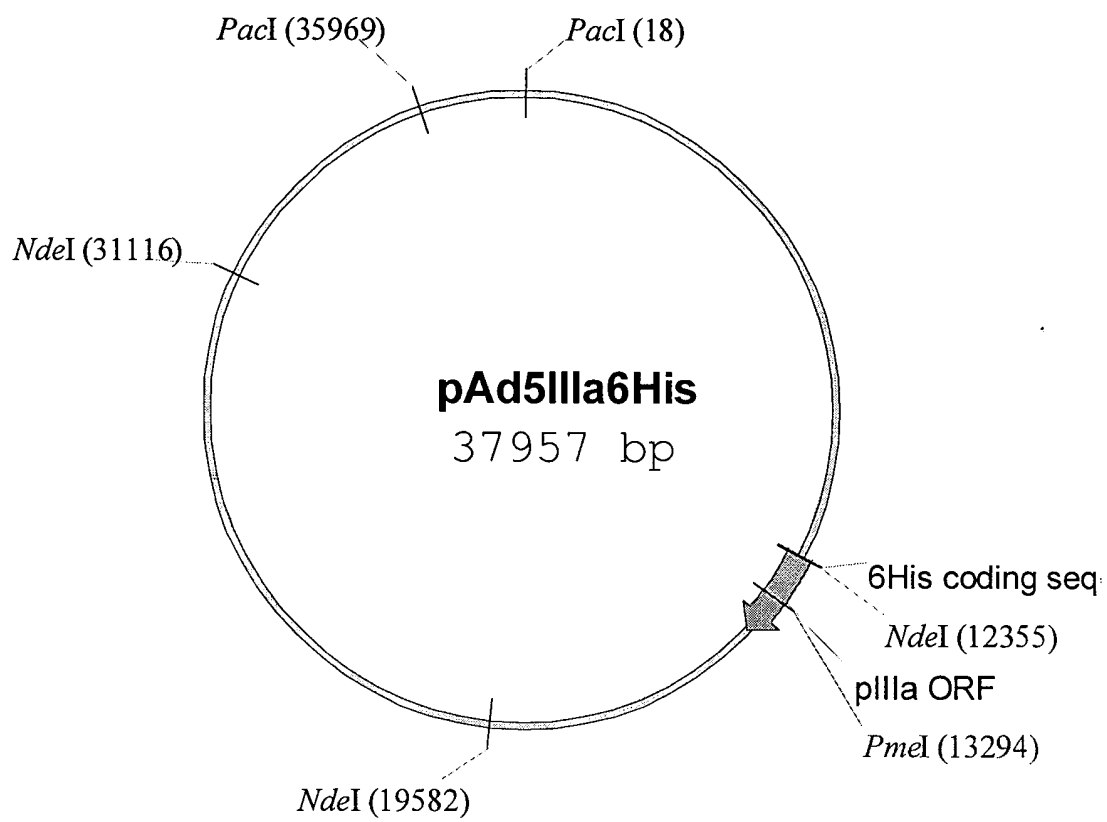 PacI (35969)
PacI (18)
NdeI (31116)
pAd5IIIa6His
37957 bp
6His coding seq
NdeI (12355)
pIIIa ORF
PmeI (13294)
NdeI (19582)